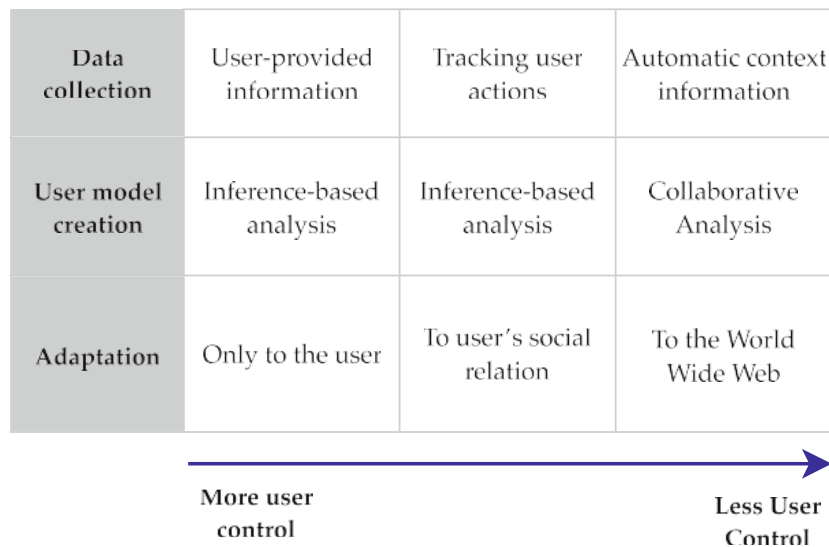 Data
collection
User-provided
information
Tracking user
actions
Automatic context
information
User model
creation
Inference-based
analysis
Inference-based
analysis
Collaborative
Analysis
Adaptation
Only to the user
To user's social
relation
To the World
Wide Web
More user
control
Less User
Control